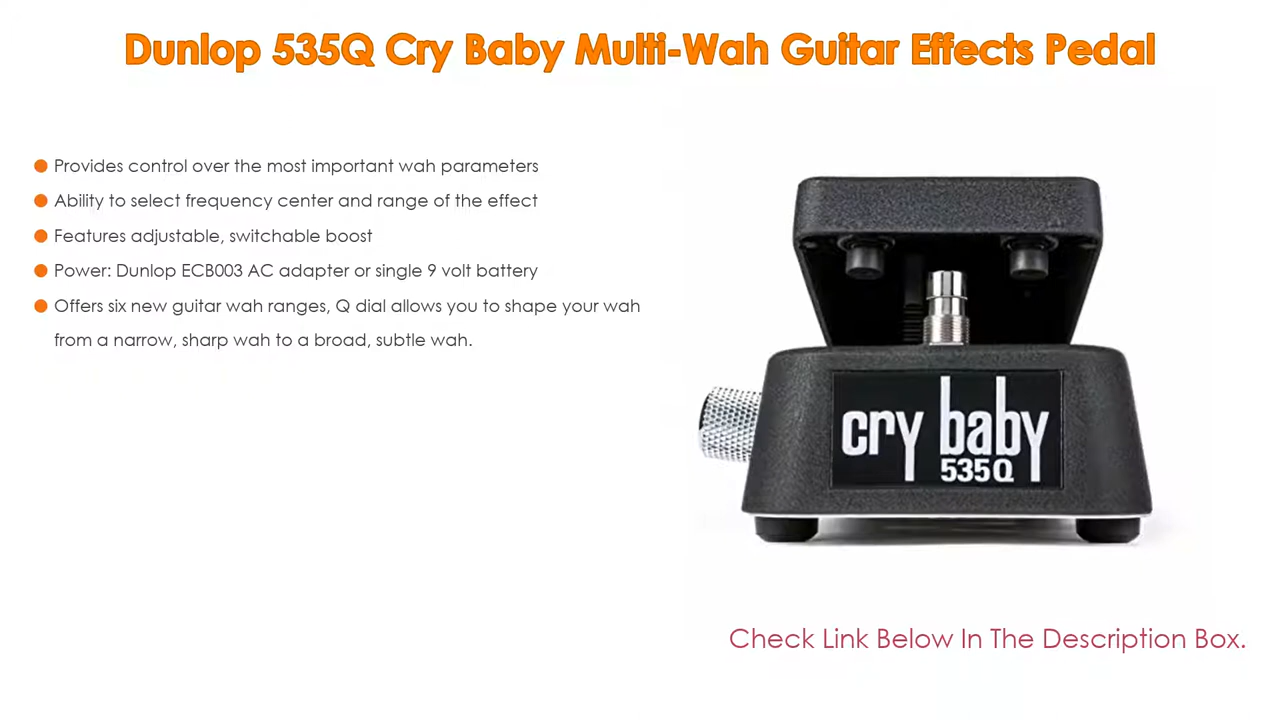 Dunlop 535Q Cry Baby Multi-Wah Guitar Effects Pedal
Provides control over the most important wah parameters
Ability to select frequency center and range of the effect
Features adjustable, switchable boost
Power: Dunlop ECB003 AC adapter or single 9 volt battery
Offers six new guitar wah ranges, Q dial allows you to shape your wah
from a narrow, sharp wah to a broad, subtle wah.
cry baby
535Q
Check Link Below In The Description Box.